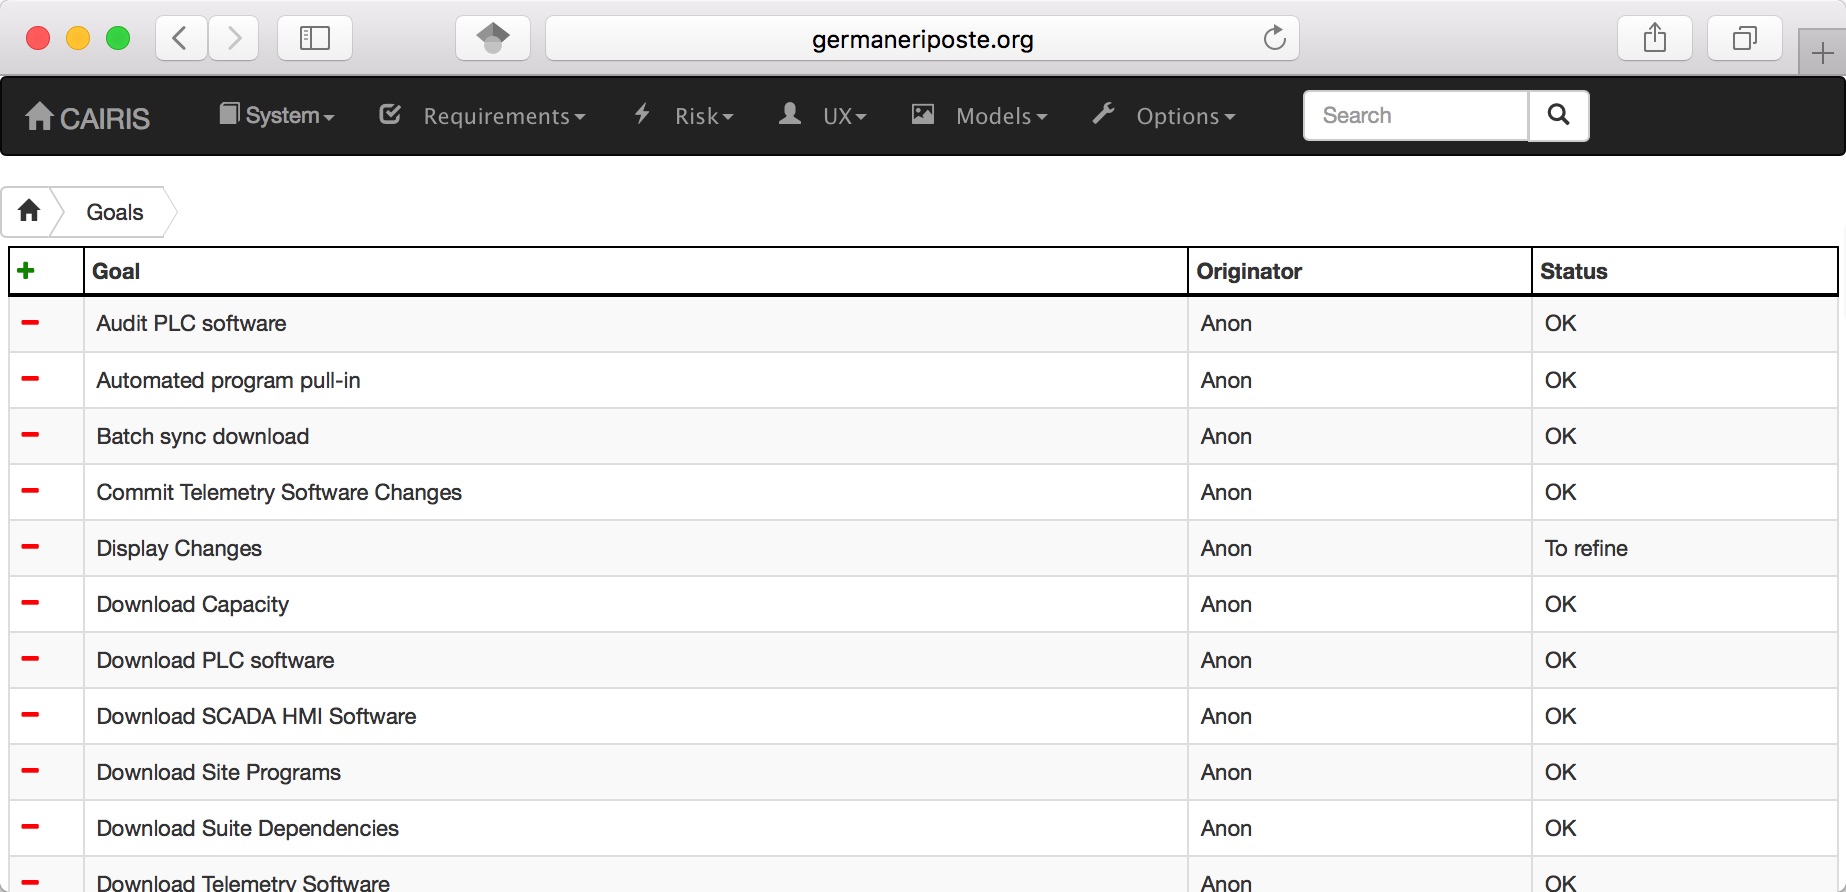 germaneriposte.org
CAIRIS System Requirements Risk UX Models Options Search
Goals
Goal Originator Status
Audit PLC software Anon OK
Automated program pull-in Anon OK
Batch sync download Anon OK
Commit Telemetry Software Changes Anon OK
Display Changes Anon To refine
Download Capacity Anon OK
Download PLC software Anon OK
Download SCADA HMI Software Anon OK
Download Site Programs Anon OK
Download Suite Dependencies Anon OK
Download Telemetry Software Anon OK